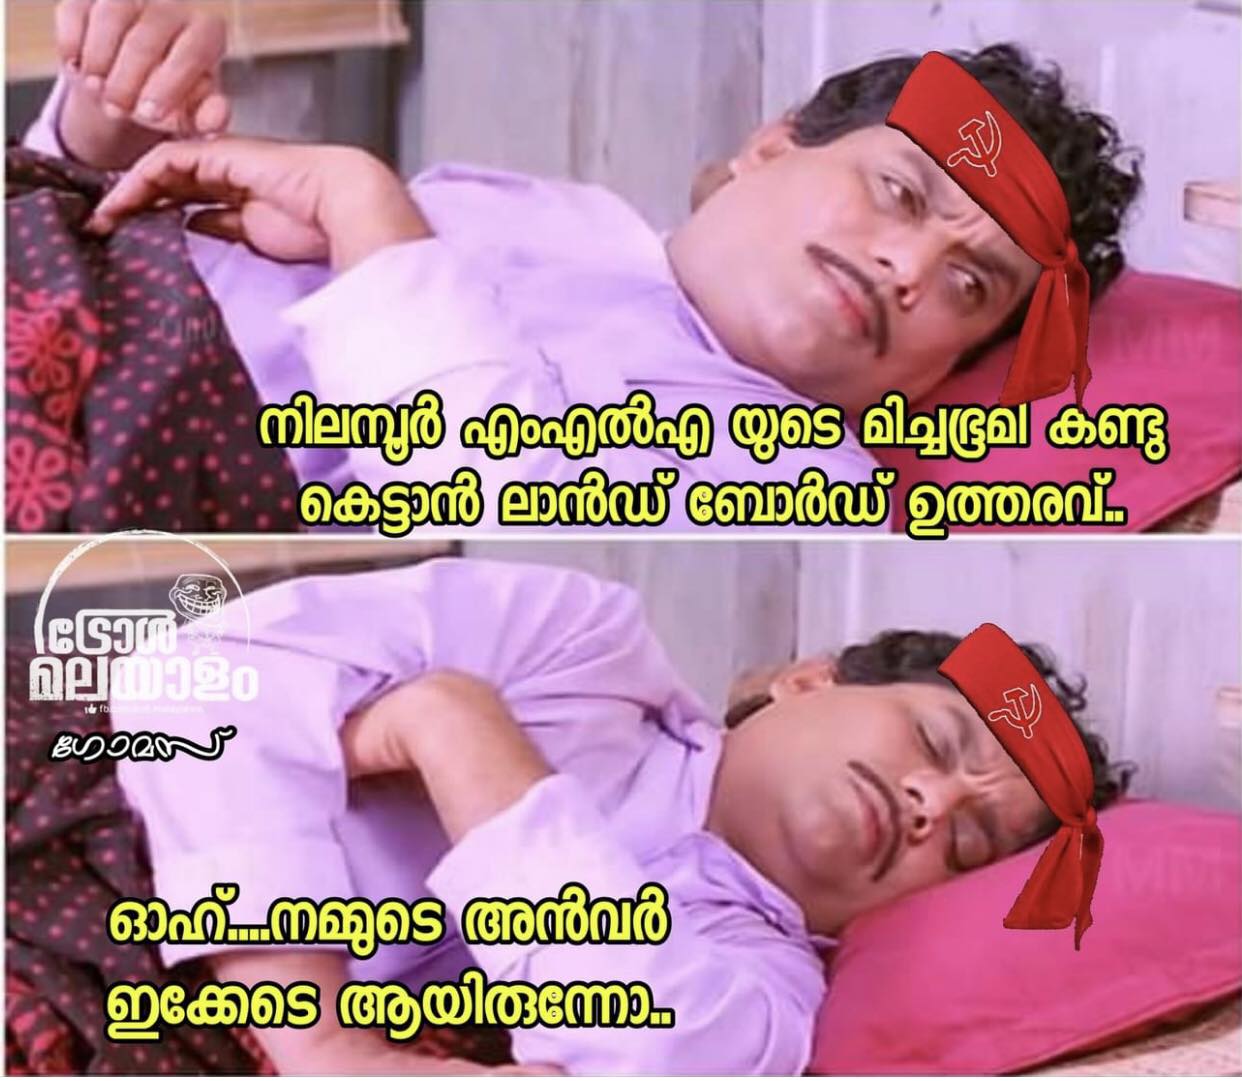 നിലമ്പൂർ എംഎൽഎ യുടെ മിച്ചഭൂമി കണ്ടു
കെട്ടാൻ ലാൻഡ് ബോർഡ് ഉത്തരവ്..
ട്രോൾ
മലയാളം
ഗോമസ്
ഓഹ്....നമ്മുടെ അൻവർ
ഇക്കേടെ ആയിരുന്നോ..